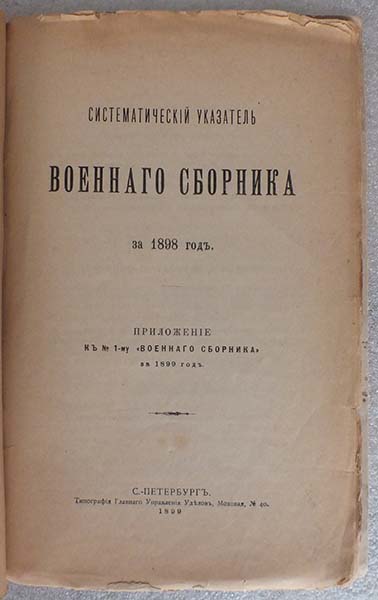 СИСТЕМАТИЧЕСКІЙ УКАЗАТЕЛЬ
ВОЕННАГО СБОРНИКА
за 1898 годъ.
ПРИЛОЖЕНІЕ
КЪ № 1-му «ВОЕННАГО СБОРНИКА»
за 1899 годъ.
С.-ПЕТЕРБУРГЪ.
Типографія Главнаго Управленія Удѣловъ, Моховая, № 40.
1899